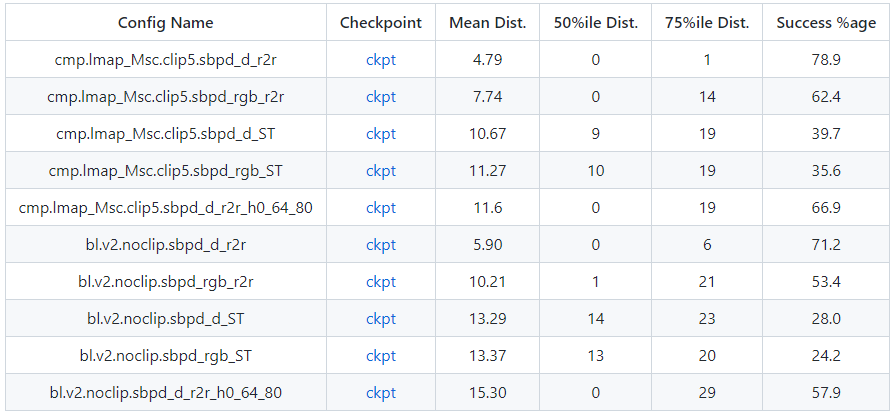 Config Name Checkpoint Mean Dist. 50%ile Dist. 75%ile Dist. Success %age
cmp.lmap_Msc.clip5.sbpd_d_r2r ckpt 4.79 0 1 78.9
cmp.lmap_Msc.clip5.sbpd_rgb_r2r ckpt 7.74 0 14 62.4
cmp.lmap_Msc.clip5.sbpd_d_ST ckpt 10.67 9 19 39.7
cmp.lmap_Msc.clip5.sbpd_rgb_ST ckpt 11.27 10 19 35.6
cmp.lmap_Msc.clip5.sbpd_d_r2r_h0_64_80 ckpt 11.6 0 19 66.9
bl.v2.noclip.sbpd_d_r2r ckpt 5.90 0 6 71.2
bl.v2.noclip.sbpd_rgb_r2r ckpt 10.21 1 21 53.4
bl.v2.noclip.sbpd_d_ST ckpt 13.29 14 23 28.0
bl.v2.noclip.sbpd_rgb_ST ckpt 13.37 13 20 24.2
bl.v2.noclip.sbpd_d_r2r_h0_64_80 ckpt 15.30 0 29 57.9